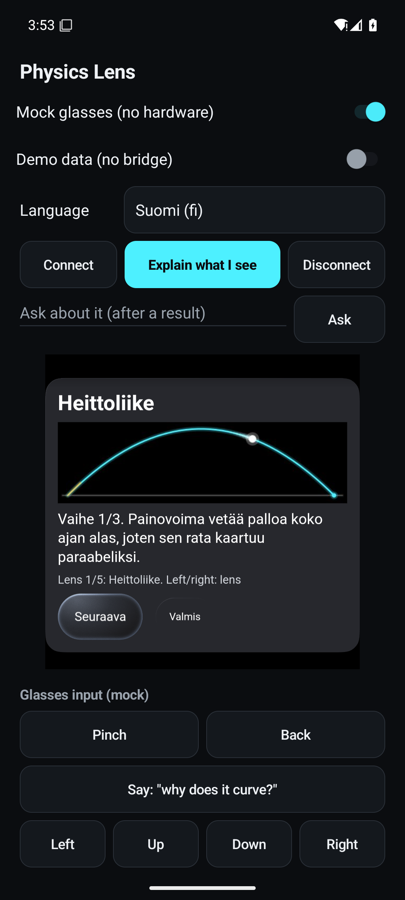 3:53
Physics Lens
Mock glasses (no hardware)
Demo data (no bridge)
Language
Suomi (fi)
Connect
Explain what I see
Disconnect
Ask about it (after a result)
Ask
Heittoliike
Vaihe 1/3. Painovoima vetää palloa koko
ajan alas, joten sen rata kaartuu
paraabeliksi.
Lens 1/5: Heittoliike. Left/right: lens
Seuraava
Valmis
Glasses input (mock)
Pinch
Back
Say: "why does it curve?"
Left
Up
Down
Right